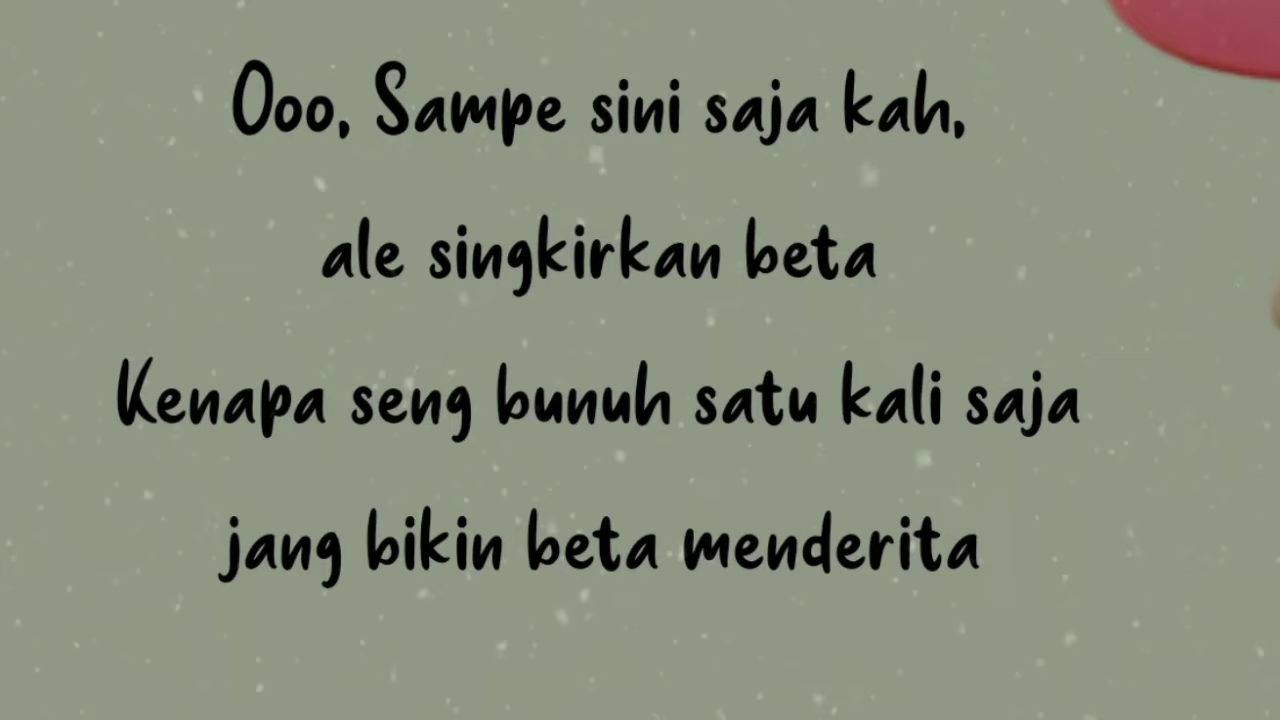 Ooo, Sampe sini saja kah,
ale singkirkan beta
Kenapa seng bunuh satu kali saja
jang bikin beta menderita